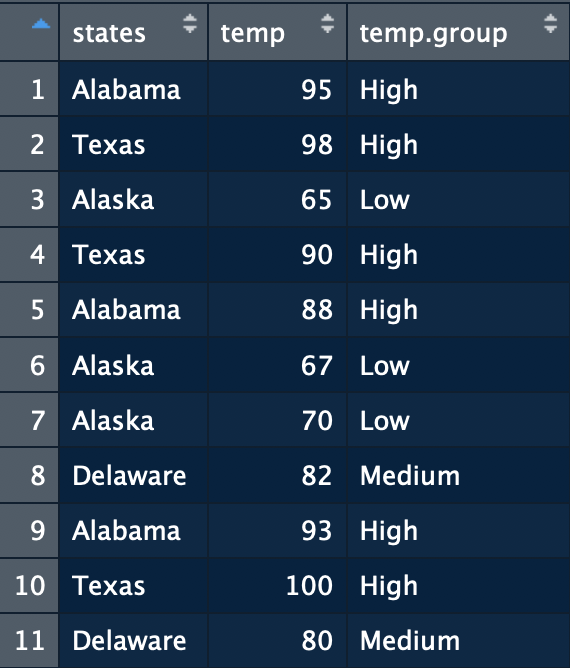 states temp temp.group
1 Alabama 95 High
2 Texas 98 High
3 Alaska 65 Low
4 Texas 90 High
5 Alabama 88 High
6 Alaska 67 Low
7 Alaska 70 Low
8 Delaware 82 Medium
9 Alabama 93 High
10 Texas 100 High
11 Delaware 80 Medium